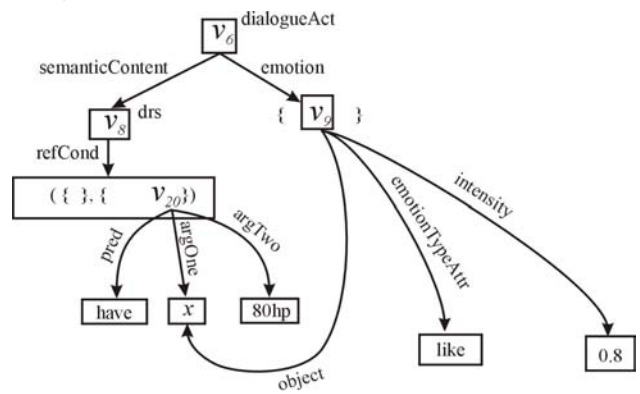 v6 dialogueAct
semanticContent emotion
v8 drs { v9 }
refCond
({ }, { v20})
pred argOne argTwo emotionTypeAttr intensity
have x 80hp
like 0.8
object